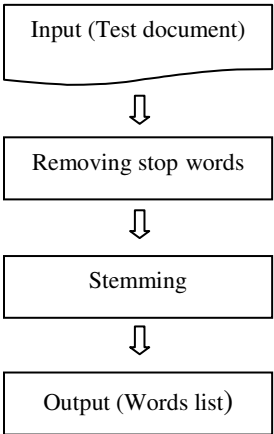 Input (Test document)
Removing stop words
Stemming
Output (Words list)